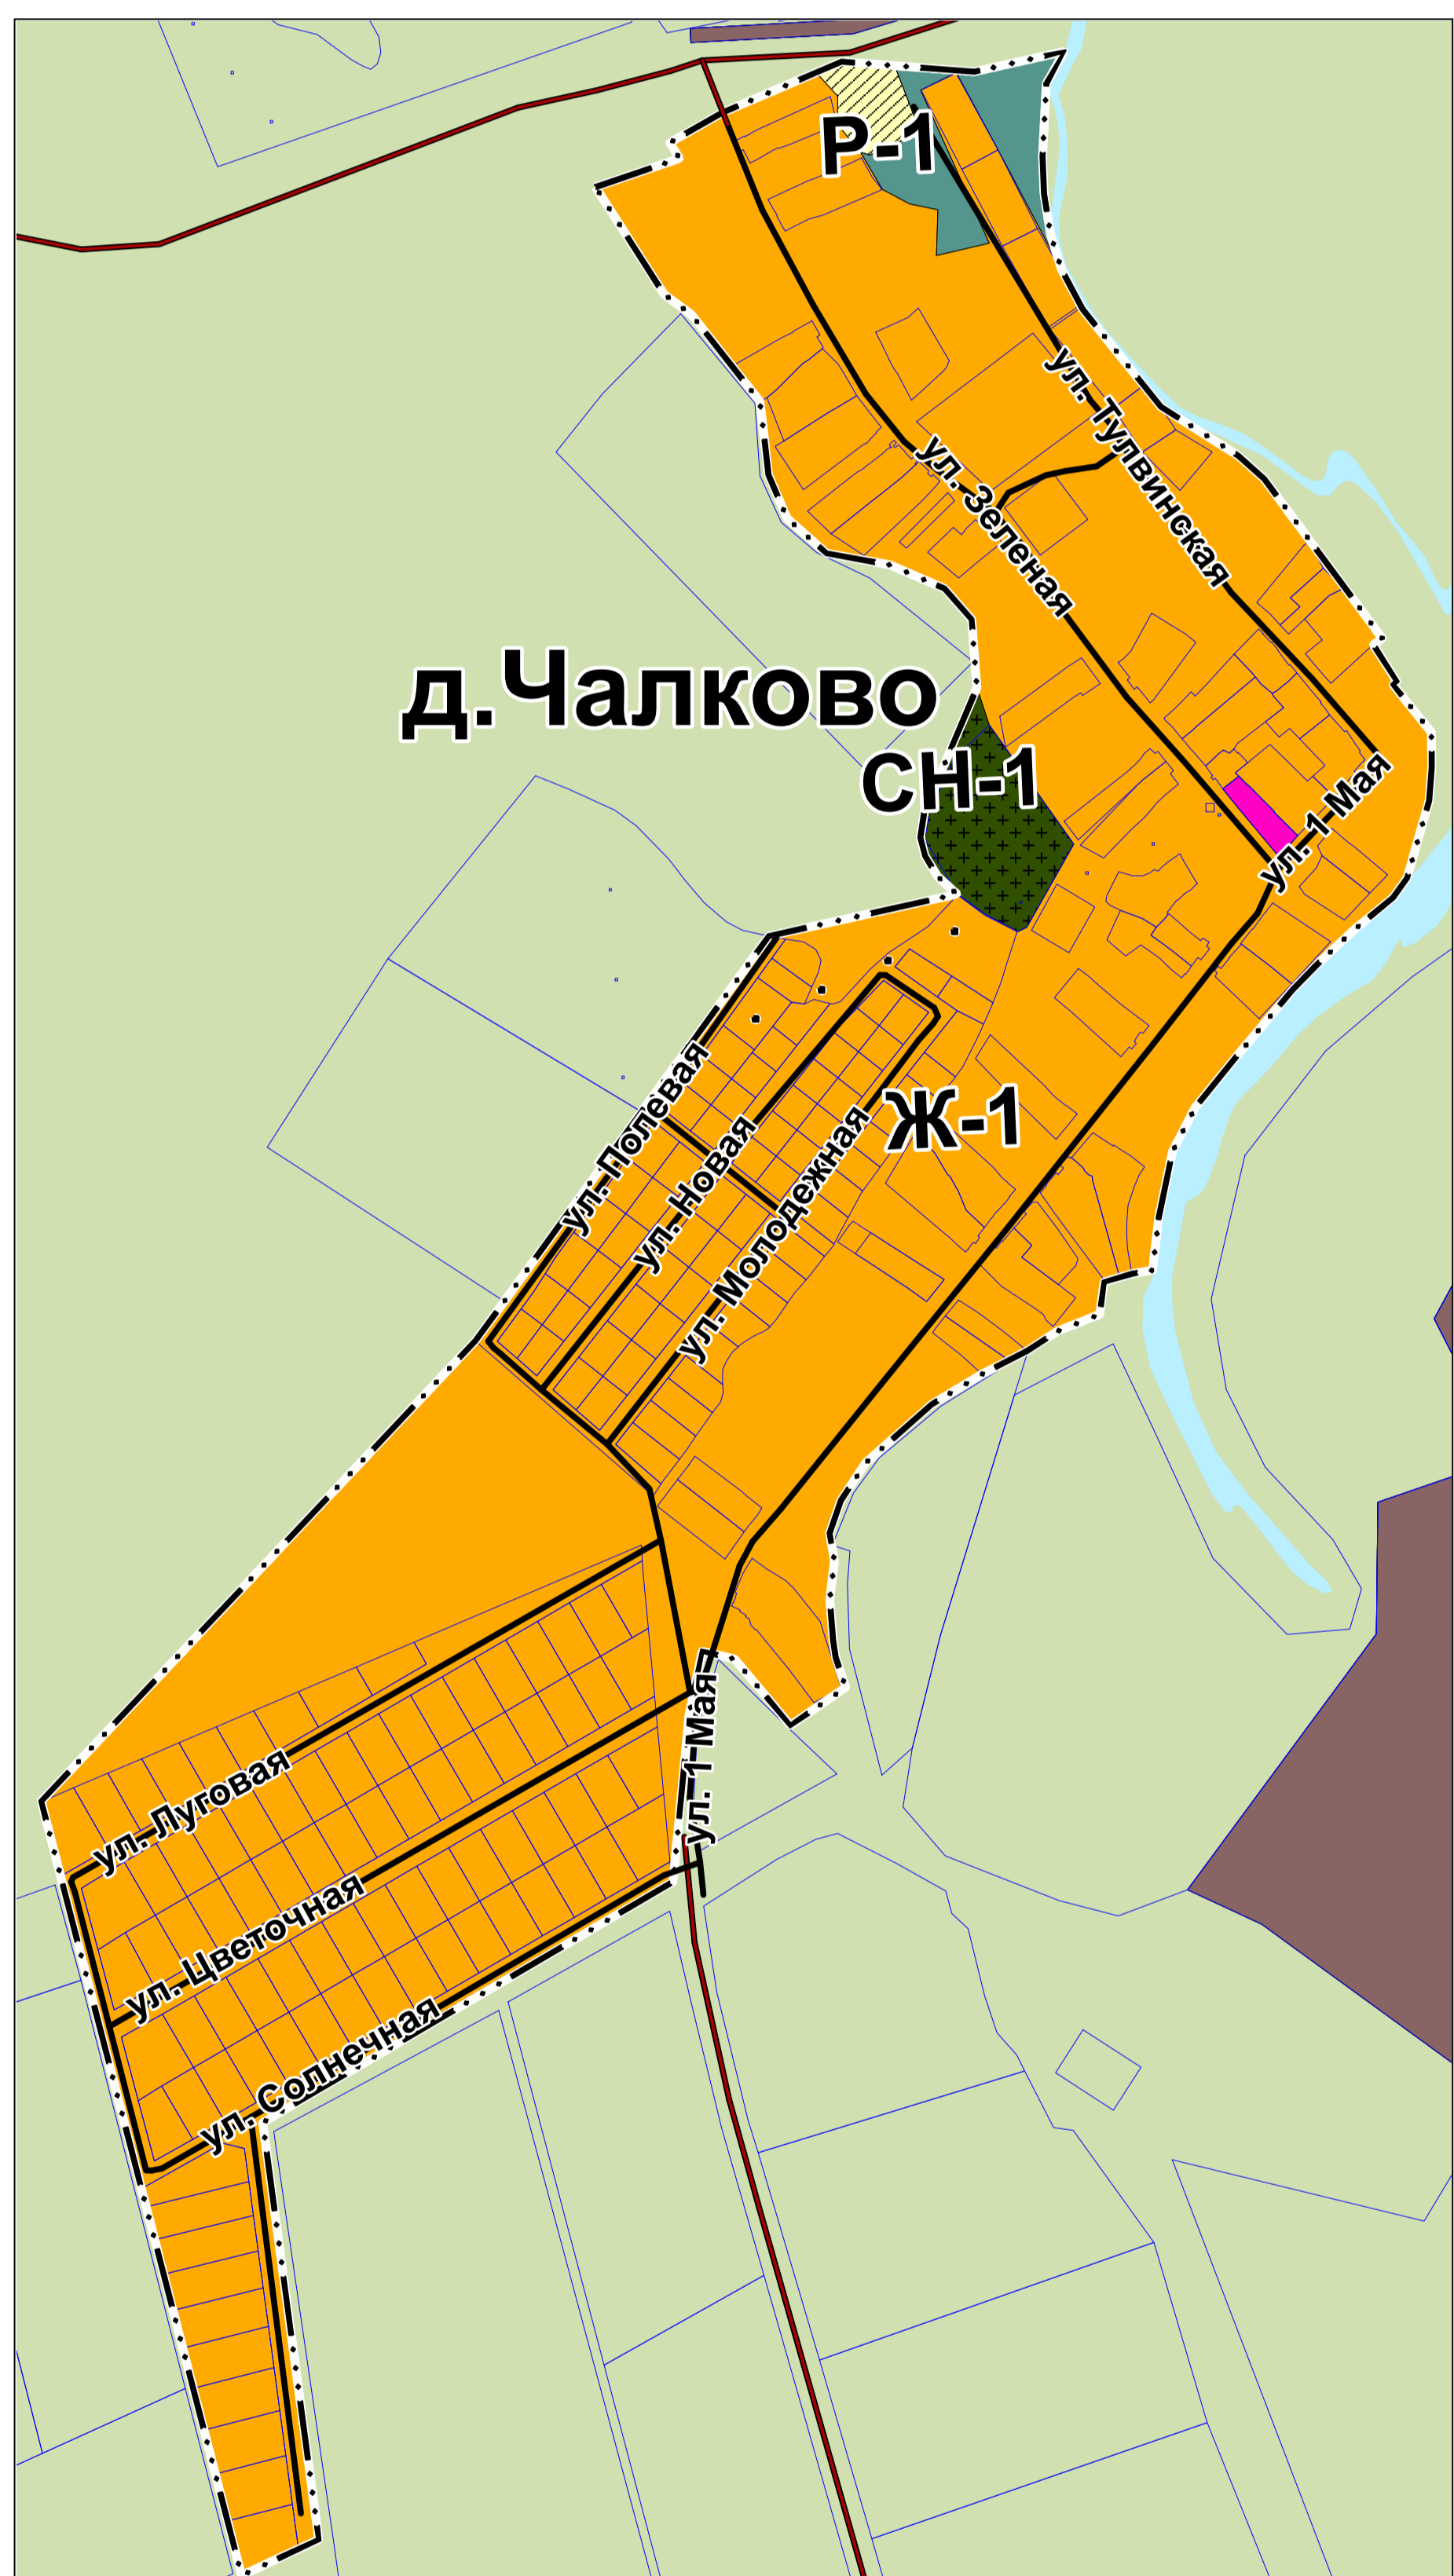 Р-1
ул. Тулвинская
ул. Зеленая
д.Чалково
СН-1
ул. 1 Мая
ул. Полевая
ул. Новая
ул. Молодежная
Ж-1
ул. 1 Мая
ул. Луговая
ул. Цветочная
ул. Солнечная